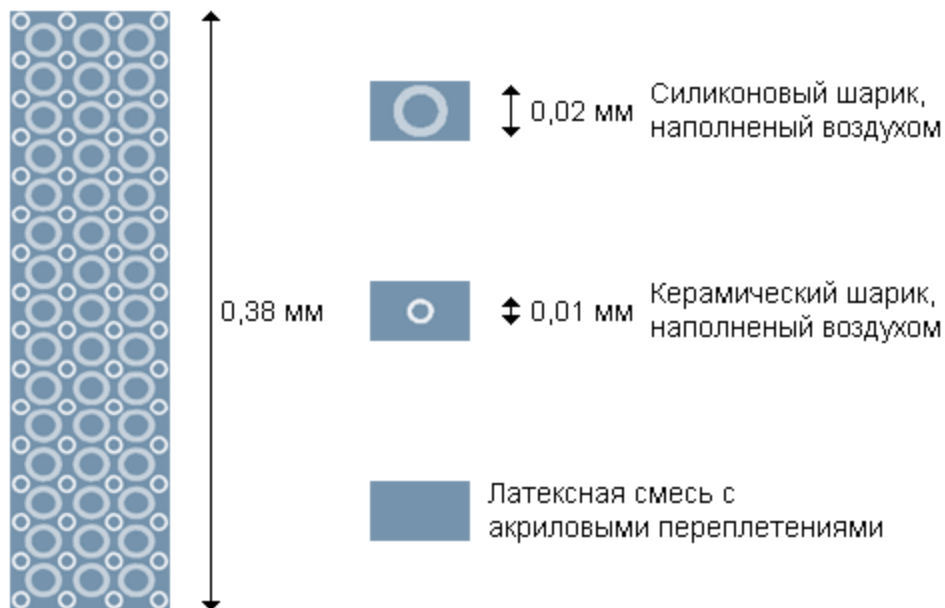 0,02 мм
Силиконовый шарик,
наполненый воздухом
0,38 мм
0,01 мм
Керамический шарик,
наполненый воздухом
Латексная смесь с
акриловыми переплетениями